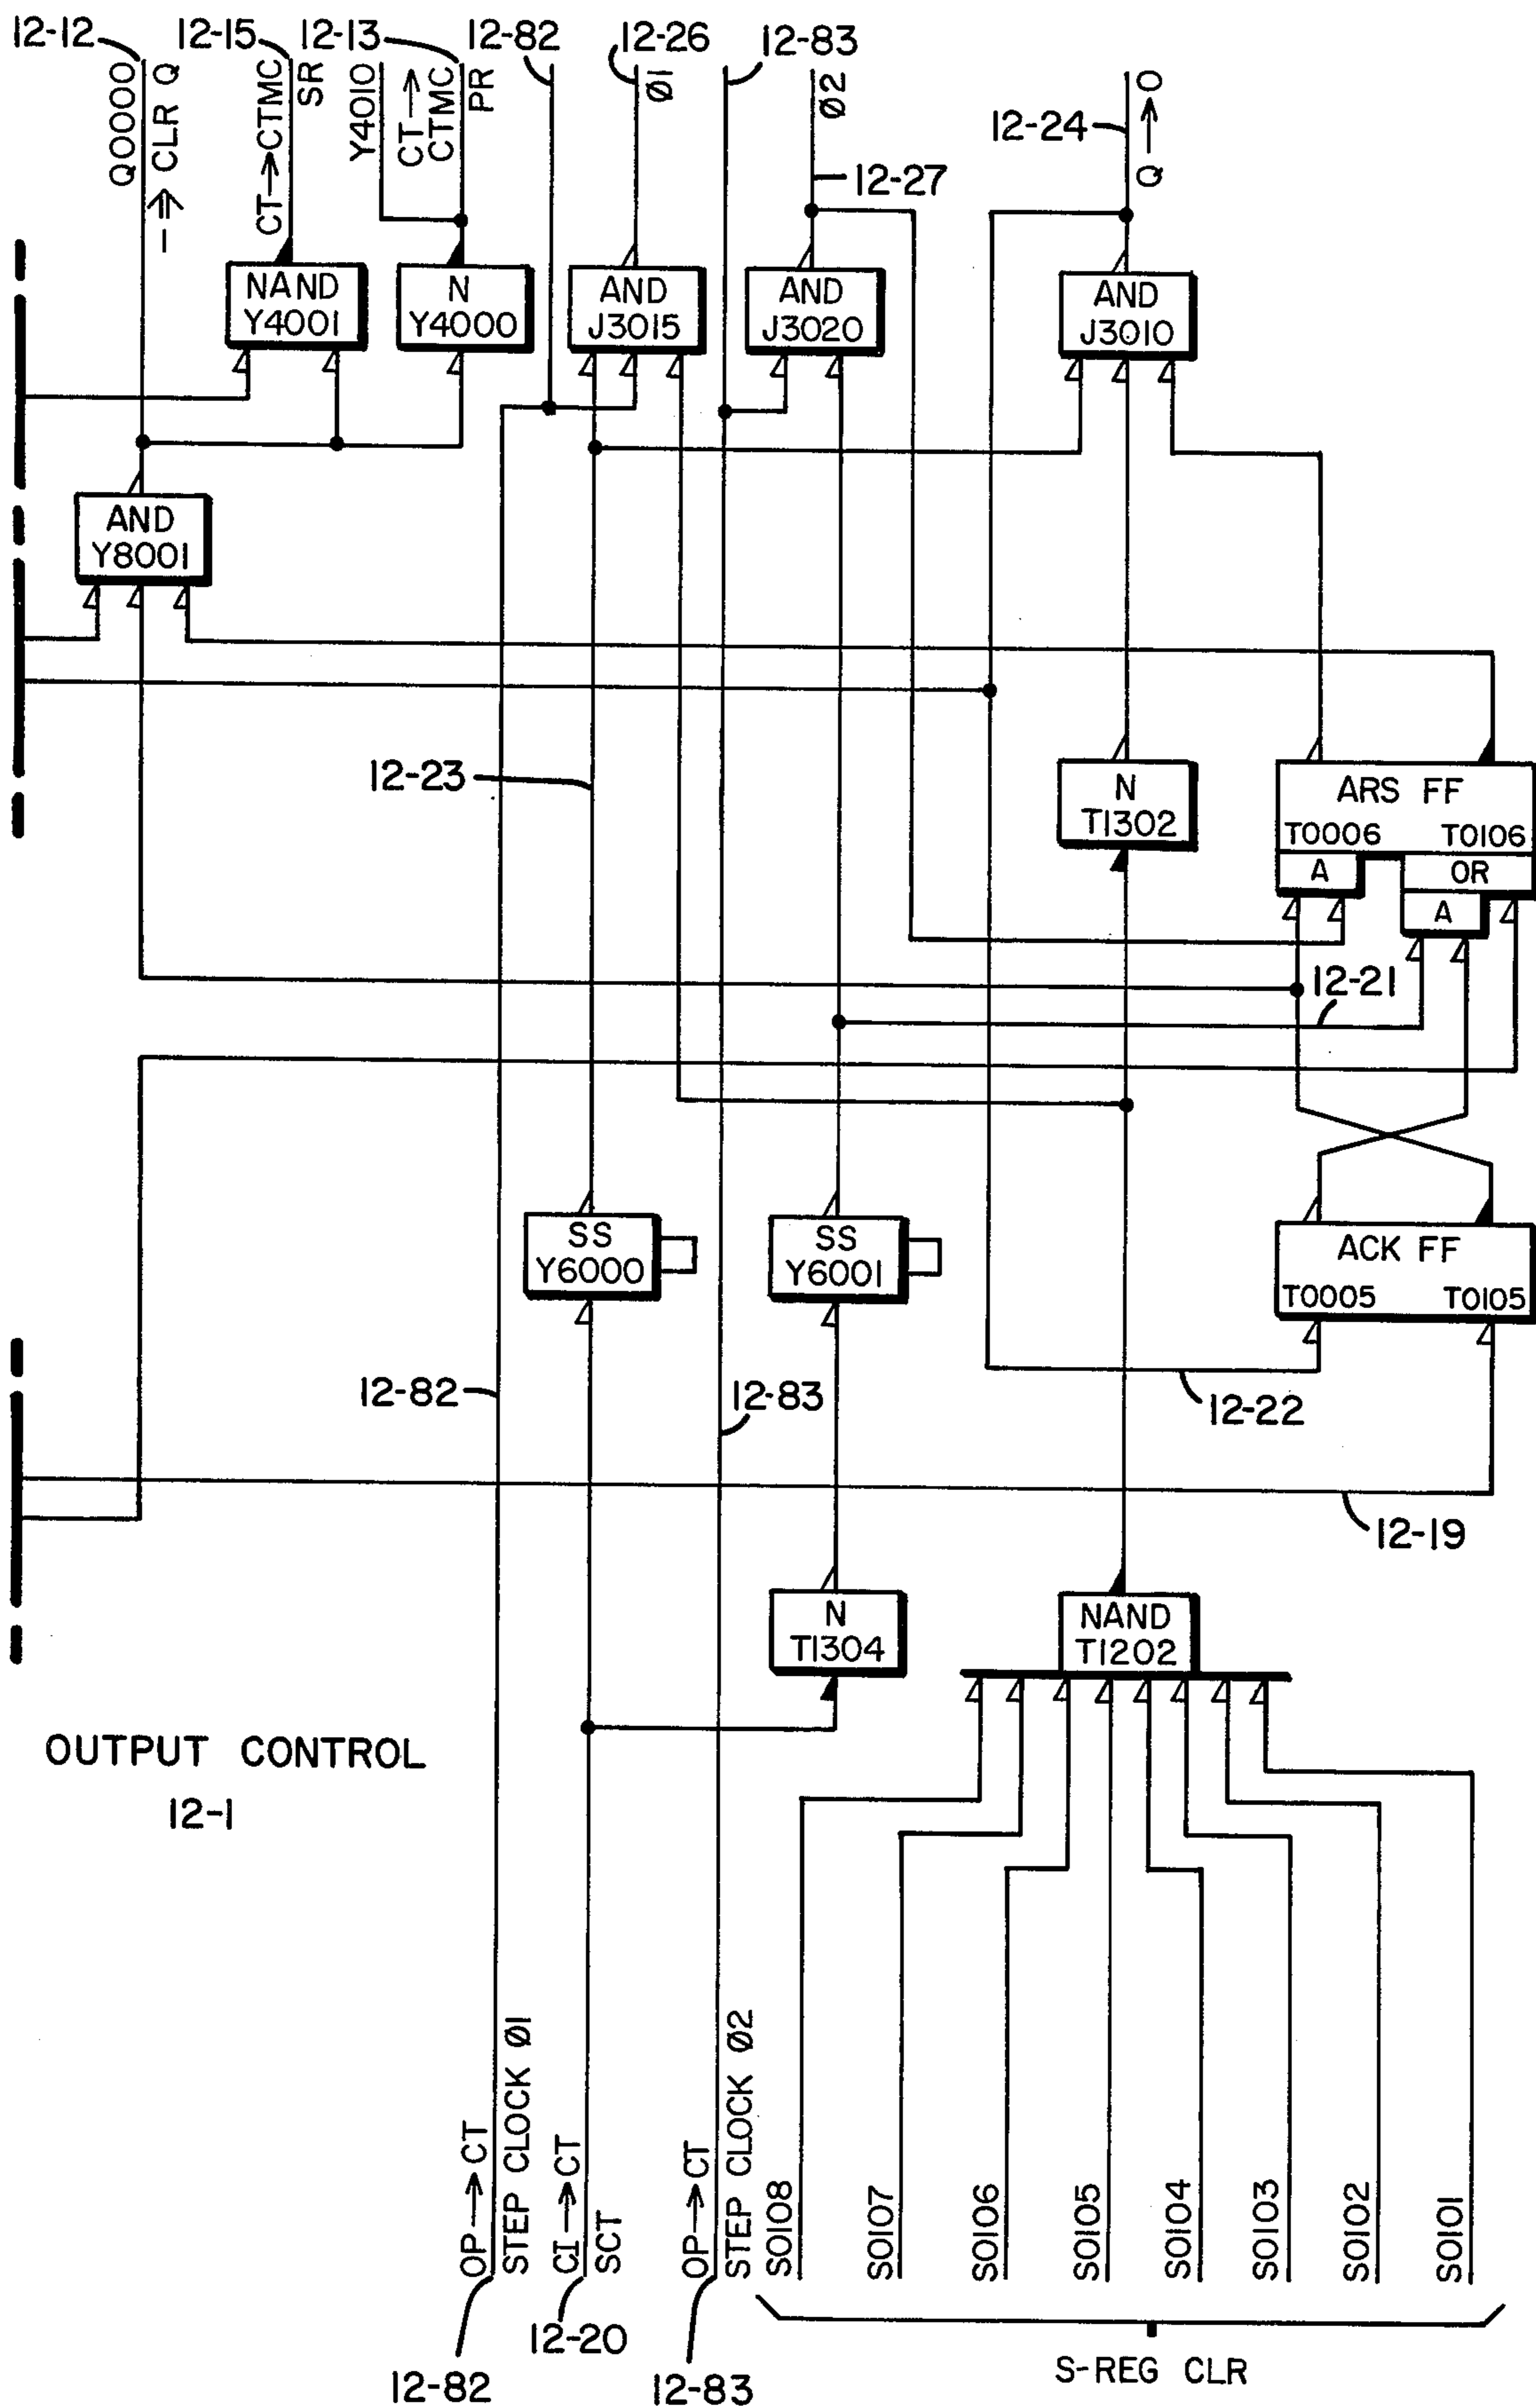 12-12
12-15
12-13
12-82
12-26
12-83
Q0000
-⇒ CLR Q
CT→CTMC
SR
Y4010
CT→
CTMC
PR
Ø1
Ø2
12-24
Q→O
12-27
NAND
Y4001
N
Y4000
AND
J3015
AND
J3020
AND
J3010
AND
Y8001
12-23
N
T1302
ARS FF
T0006 T0106
A
OR
A
12-21
SS
Y6000
SS
Y6001
ACK FF
T0005 T0105
12-82
12-83
12-22
12-19
N
T1304
NAND
T1202
OUTPUT CONTROL
12-1
OP→CT
STEP CLOCK Ø1
CI→CT
SCT
OP→CT
STEP CLOCK Ø2
S0108
S0107
S0106
S0105
S0104
S0103
S0102
S0101
12-82
12-20
12-83
S-REG CLR